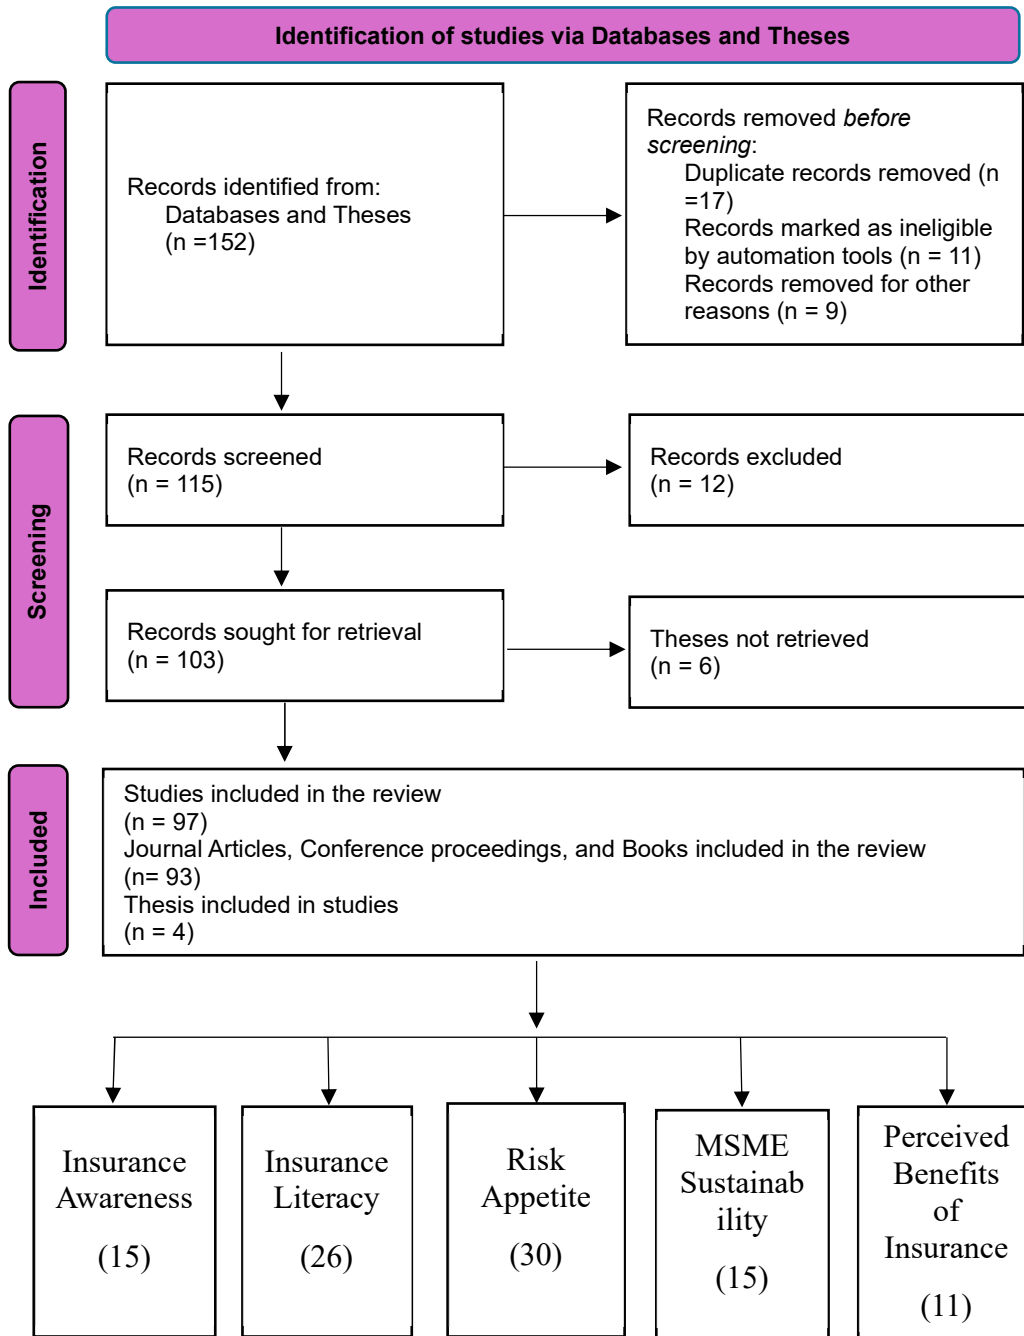 Identification of studies via Databases and Theses
Identification
Records identified from:
Databases and Theses
(n =152)
Records removed before
screening:
Duplicate records removed (n
=17)
Records marked as ineligible
by automation tools (n = 11)
Records removed for other
reasons (n = 9)
Screening
Records screened
(n = 115)
Records excluded
(n = 12)
Records sought for retrieval
(n = 103)
Theses not retrieved
(n = 6)
Included
Studies included in the review
(n = 97)
Journal Articles, Conference proceedings, and Books included in the review
(n= 93)
Thesis included in studies
(n = 4)
Insurance
Awareness
(15)
Insurance
Literacy
(26)
Risk
Appetite
(30)
MSME
Sustainab
ility
(15)
Perceived
Benefits
of
Insurance
(11)